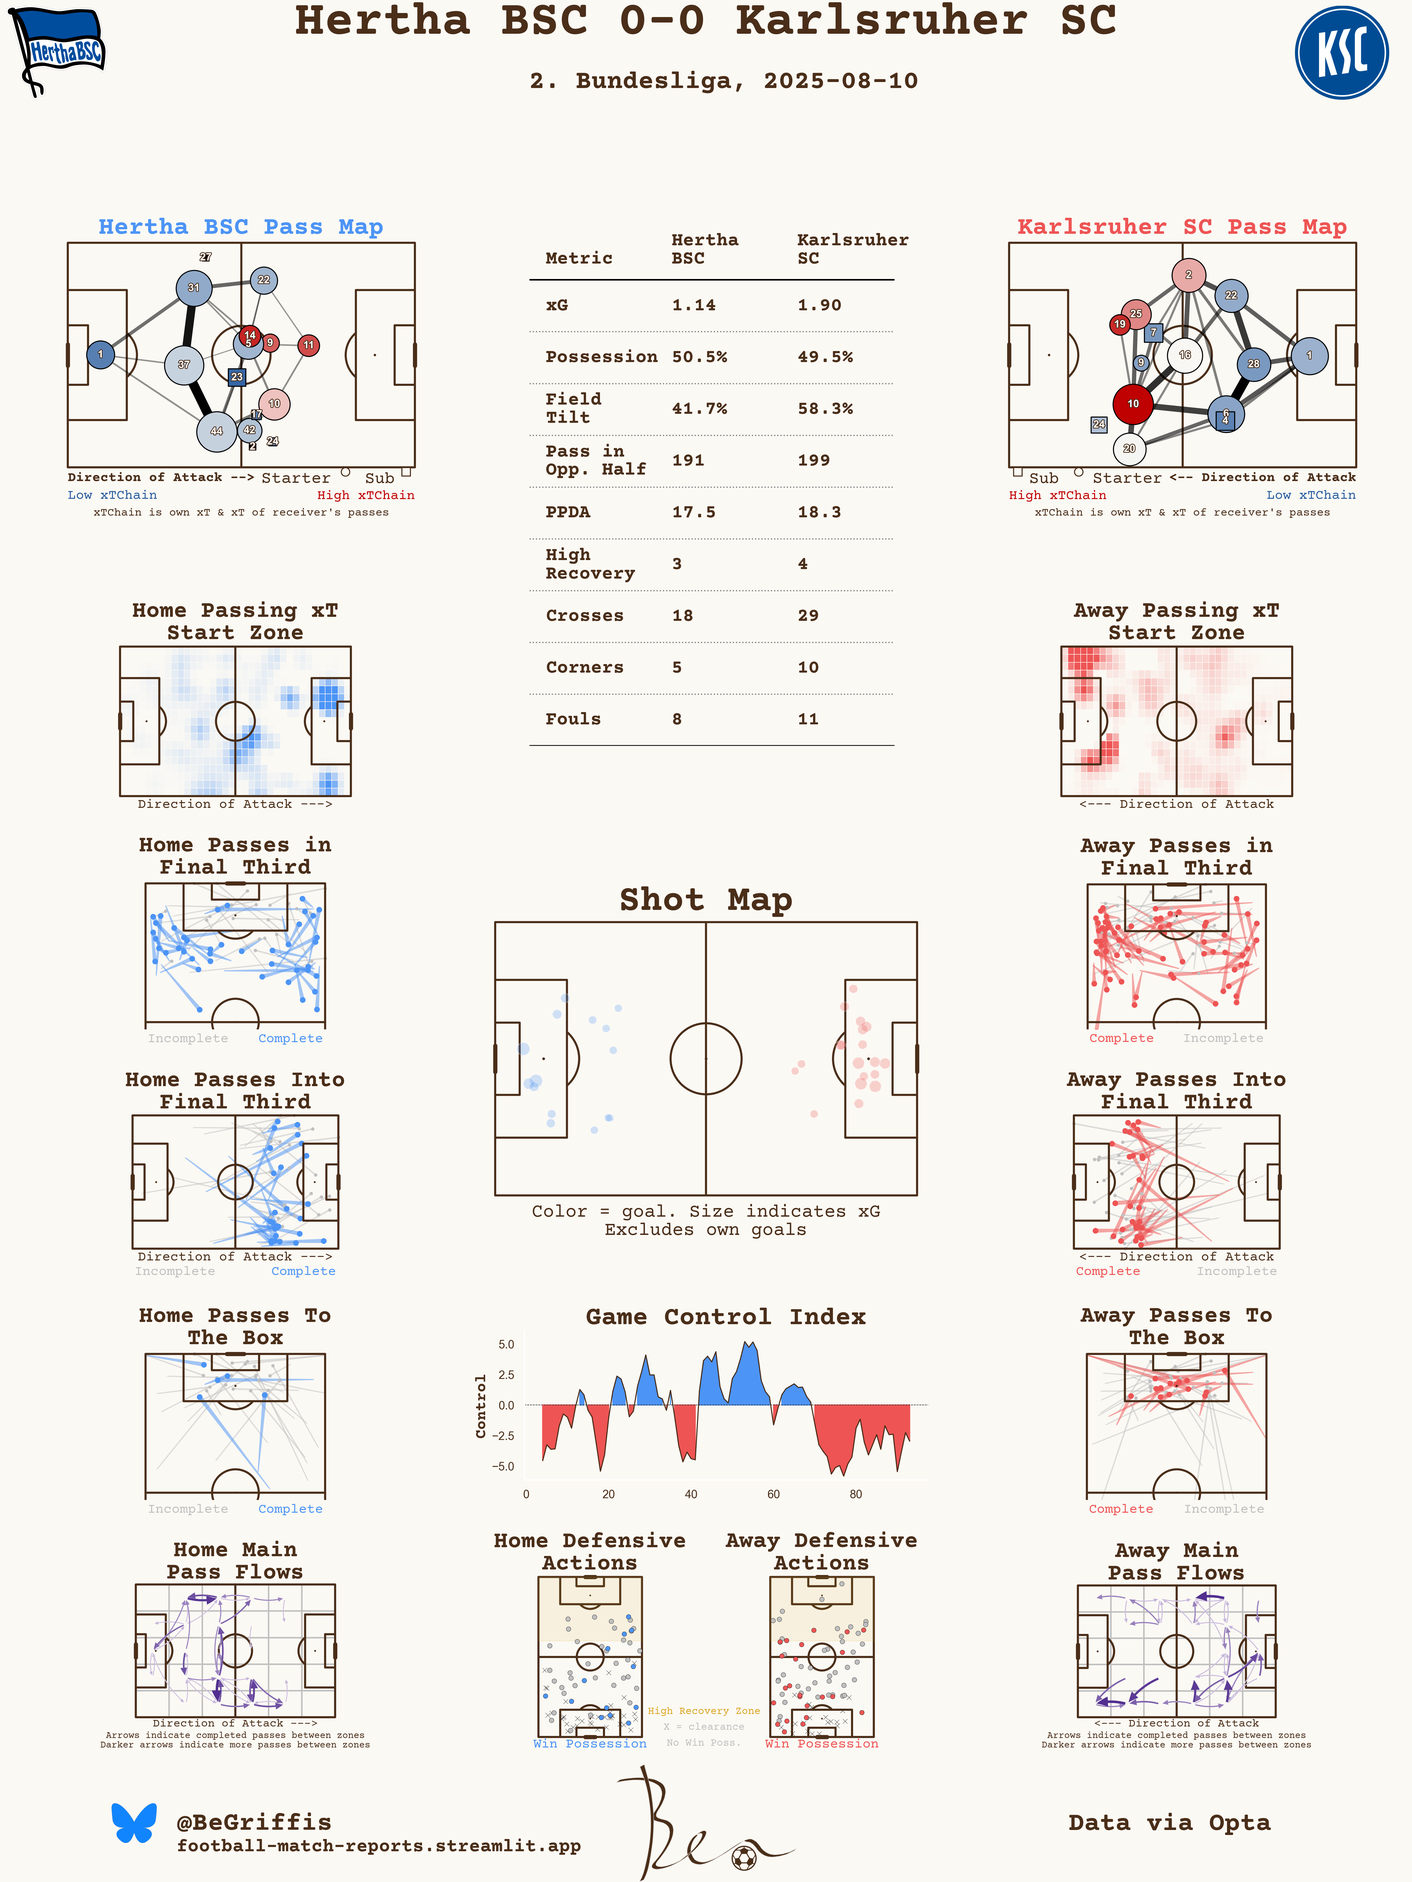 Hertha BSC 0-0 Karlsruher SC
2. Bundesliga, 2025-08-10
HerthaBSC
KSC
Hertha BSC Pass Map
27
31
22
14
5
9
11
1
37
23
10
17
44
42
2
24
Direction of Attack --> Starter Sub
Low xTChain High xTChain
xTChain is own xT & xT of receiver's passes
Metric Hertha BSC Karlsruher SC
xG 1.14 1.90
Possession 50.5% 49.5%
Field Tilt 41.7% 58.3%
Pass in Opp. Half 191 199
PPDA 17.5 18.3
High Recovery 3 4
Crosses 18 29
Corners 5 10
Fouls 8 11
Karlsruher SC Pass Map
2
22
25
19
7
16
9
28
1
10
6
4
24
20
Sub Starter <-- Direction of Attack
High xTChain Low xTChain
xTChain is own xT & xT of receiver's passes
Home Passing xT
Start Zone
Direction of Attack --->
Away Passing xT
Start Zone
<--- Direction of Attack
Home Passes in
Final Third
Incomplete Complete
Away Passes in
Final Third
Complete Incomplete
Shot Map
Color = goal. Size indicates xG
Excludes own goals
Home Passes Into
Final Third
Direction of Attack --->
Incomplete Complete
Away Passes Into
Final Third
<--- Direction of Attack
Complete Incomplete
Home Passes To
The Box
Incomplete Complete
Game Control Index
Control
5.0
2.5
0.0
−2.5
−5.0
0 20 40 60 80
Away Passes To
The Box
Complete Incomplete
Home Main
Pass Flows
Direction of Attack --->
Arrows indicate completed passes between zones
Darker arrows indicate more passes between zones
Home Defensive
Actions
Win Possession
High Recovery Zone
X = clearance
No Win Poss.
Away Defensive
Actions
Win Possession
Away Main
Pass Flows
<--- Direction of Attack
Arrows indicate completed passes between zones
Darker arrows indicate more passes between zones
@BeGriffis
football-match-reports.streamlit.app
Ben
Data via Opta